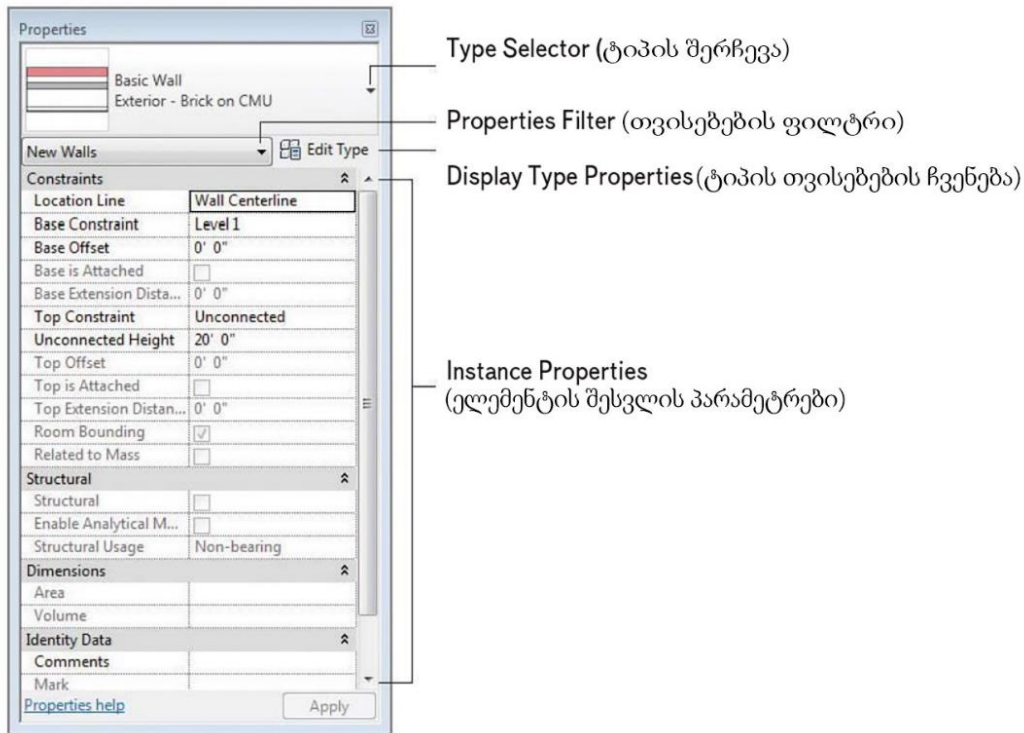 Properties
Basic Wall
Exterior - Brick on CMU
New Walls
Edit Type
Constraints
Location Line Wall Centerline
Base Constraint Level 1
Base Offset 0' 0"
Base is Attached
Base Extension Dista... 0' 0"
Top Constraint Unconnected
Unconnected Height 20' 0"
Top Offset 0' 0"
Top is Attached
Top Extension Distan... 0' 0"
Room Bounding
Related to Mass
Structural
Structural
Enable Analytical M...
Structural Usage Non-bearing
Dimensions
Area
Volume
Identity Data
Comments
Mark
Properties help Apply
Type Selector (ტიპის შერჩევა)
Properties Filter (თვისებების ფილტრი)
Display Type Properties (ტიპის თვისებების ჩვენება)
Instance Properties
(ელემენტის შესვლის პარამეტრები)